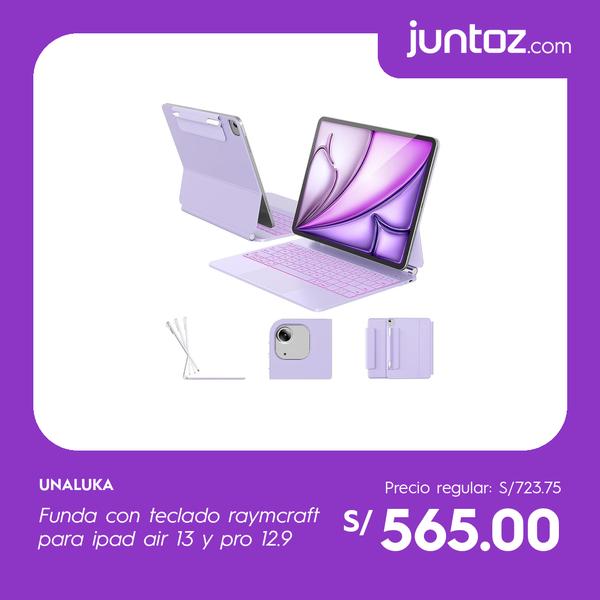 juntoz.com
UNALUKA
Funda con teclado raymcraft
para ipad air 13 y pro 12.9
Precio regular: S/723.75
S/ 565.00